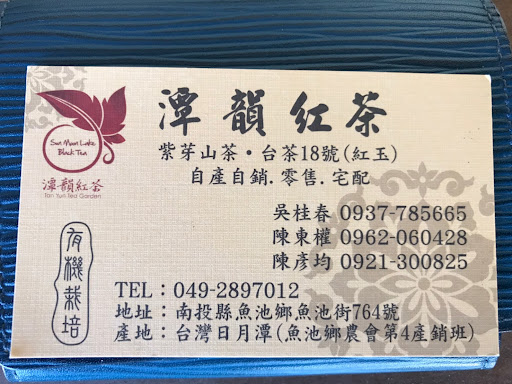 Sun Moon Lake
Black Tea
潭韻紅茶
Tan Yun Tea Garden
有機栽培
潭韻紅茶
紫芽山茶·台茶18號(紅玉)
自產自銷.零售.宅配
吳桂春 0937-785665
陳東權 0962-060428
陳彥均 0921-300825
TEL:049-2897012
地址:南投縣魚池鄉魚池街764號
產地:台灣日月潭(魚池鄉農會第4產銷班)